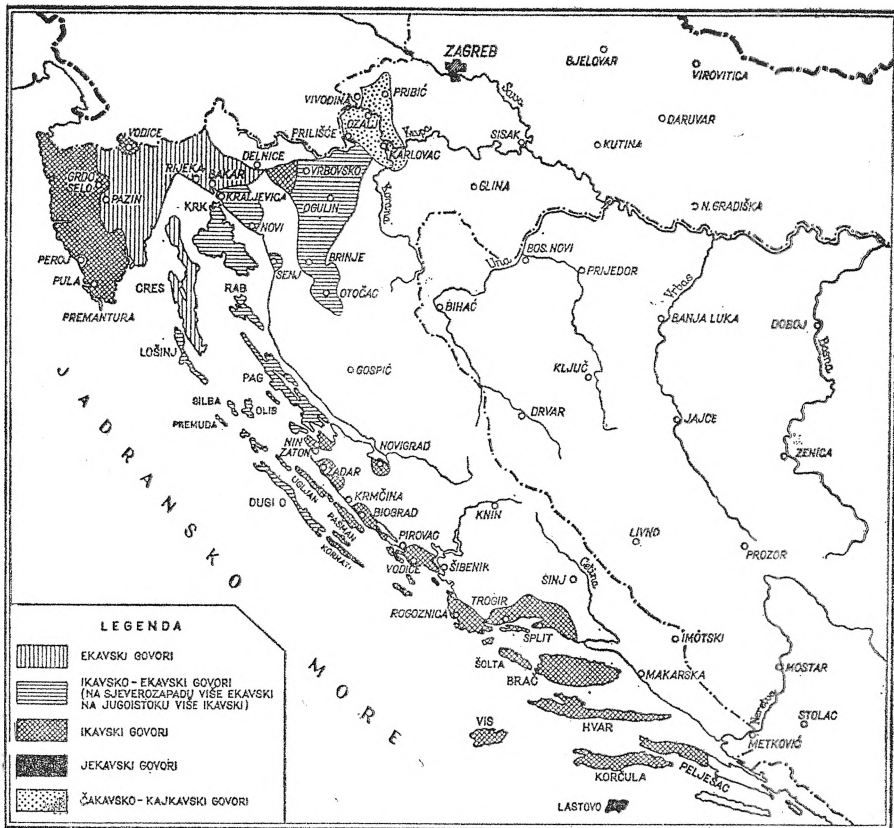 ZAGREB
BJELOVAR
VIROVITICA
VIVODINA
PRIBIĆ
Sava
DARUVAR
OZALJ
VODICE
PRILIŠĆE
SISAK
KUTINA
DELNICE
KARLOVAC
RIJEKA
BAKAR
VRBOVSKO
GRDO
SELO
GLINA
PAZIN
KRALJEVICA
Korana
N. GRADIŠKA
KRK
OGULIN
NOVI
PEROJ
SENJ
BRINJE
Una
BOS. NOVI
PRIJEDOR
Vrbas
PULA
CRES
RAB
OTOČAC
BIHAĆ
BANJA LUKA
DOBOJ
PREMANTURA
Bosna
LOŠINJ
GOSPIĆ
PAG
KLJUČ
SILBA
OLIB
PREMUDA
DRVAR
JAJCE
NIN
ZATON
NOVIGRAD
ZENICA
ZADAR
UGLJAN
DUGI O
KRMČINA
BIOGRAD
KNIN
PAŠMAN
KORNATI
PIROVAC
LIVNO
PROZOR
VODICE
ŠIBENIK
Cetina
SINJ
TROGIR
ROGOZNICA
SPLIT
IMOTSKI
ŠOLTA
BRAČ
MAKARSKA
MOSTAR
Neretva
STOLAC
VIS
HVAR
METKOVIĆ
KORČULA
PELJEŠAC
LASTOVO
JADRANSKO MORE
LEGENDA
EKAVSKI GOVORI
IKAVSKO-EKAVSKI GOVORI
(NA SJEVEROZAPADU VIŠE EKAVSKI
NA JUGOISTOKU VIŠE IKAVSKI)
IKAVSKI GOVORI
JEKAVSKI GOVORI
ČAKAVSKO-KAJKAVSKI GOVORI